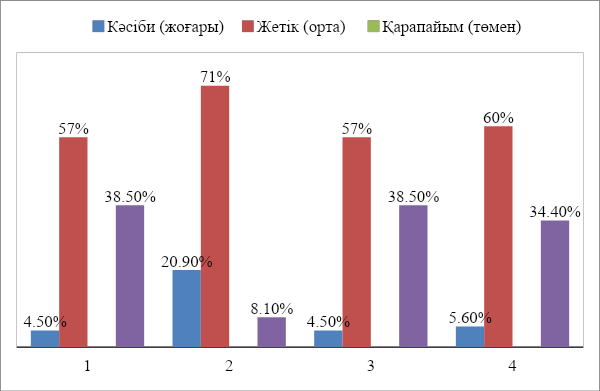 Кәсіби (жоғары) Жетік (орта) Қарапайым (төмен)
71%
57% 57% 60%
38.50% 38.50% 34.40%
20.90%
4.50% 8.10% 4.50% 5.60%
1 2 3 4